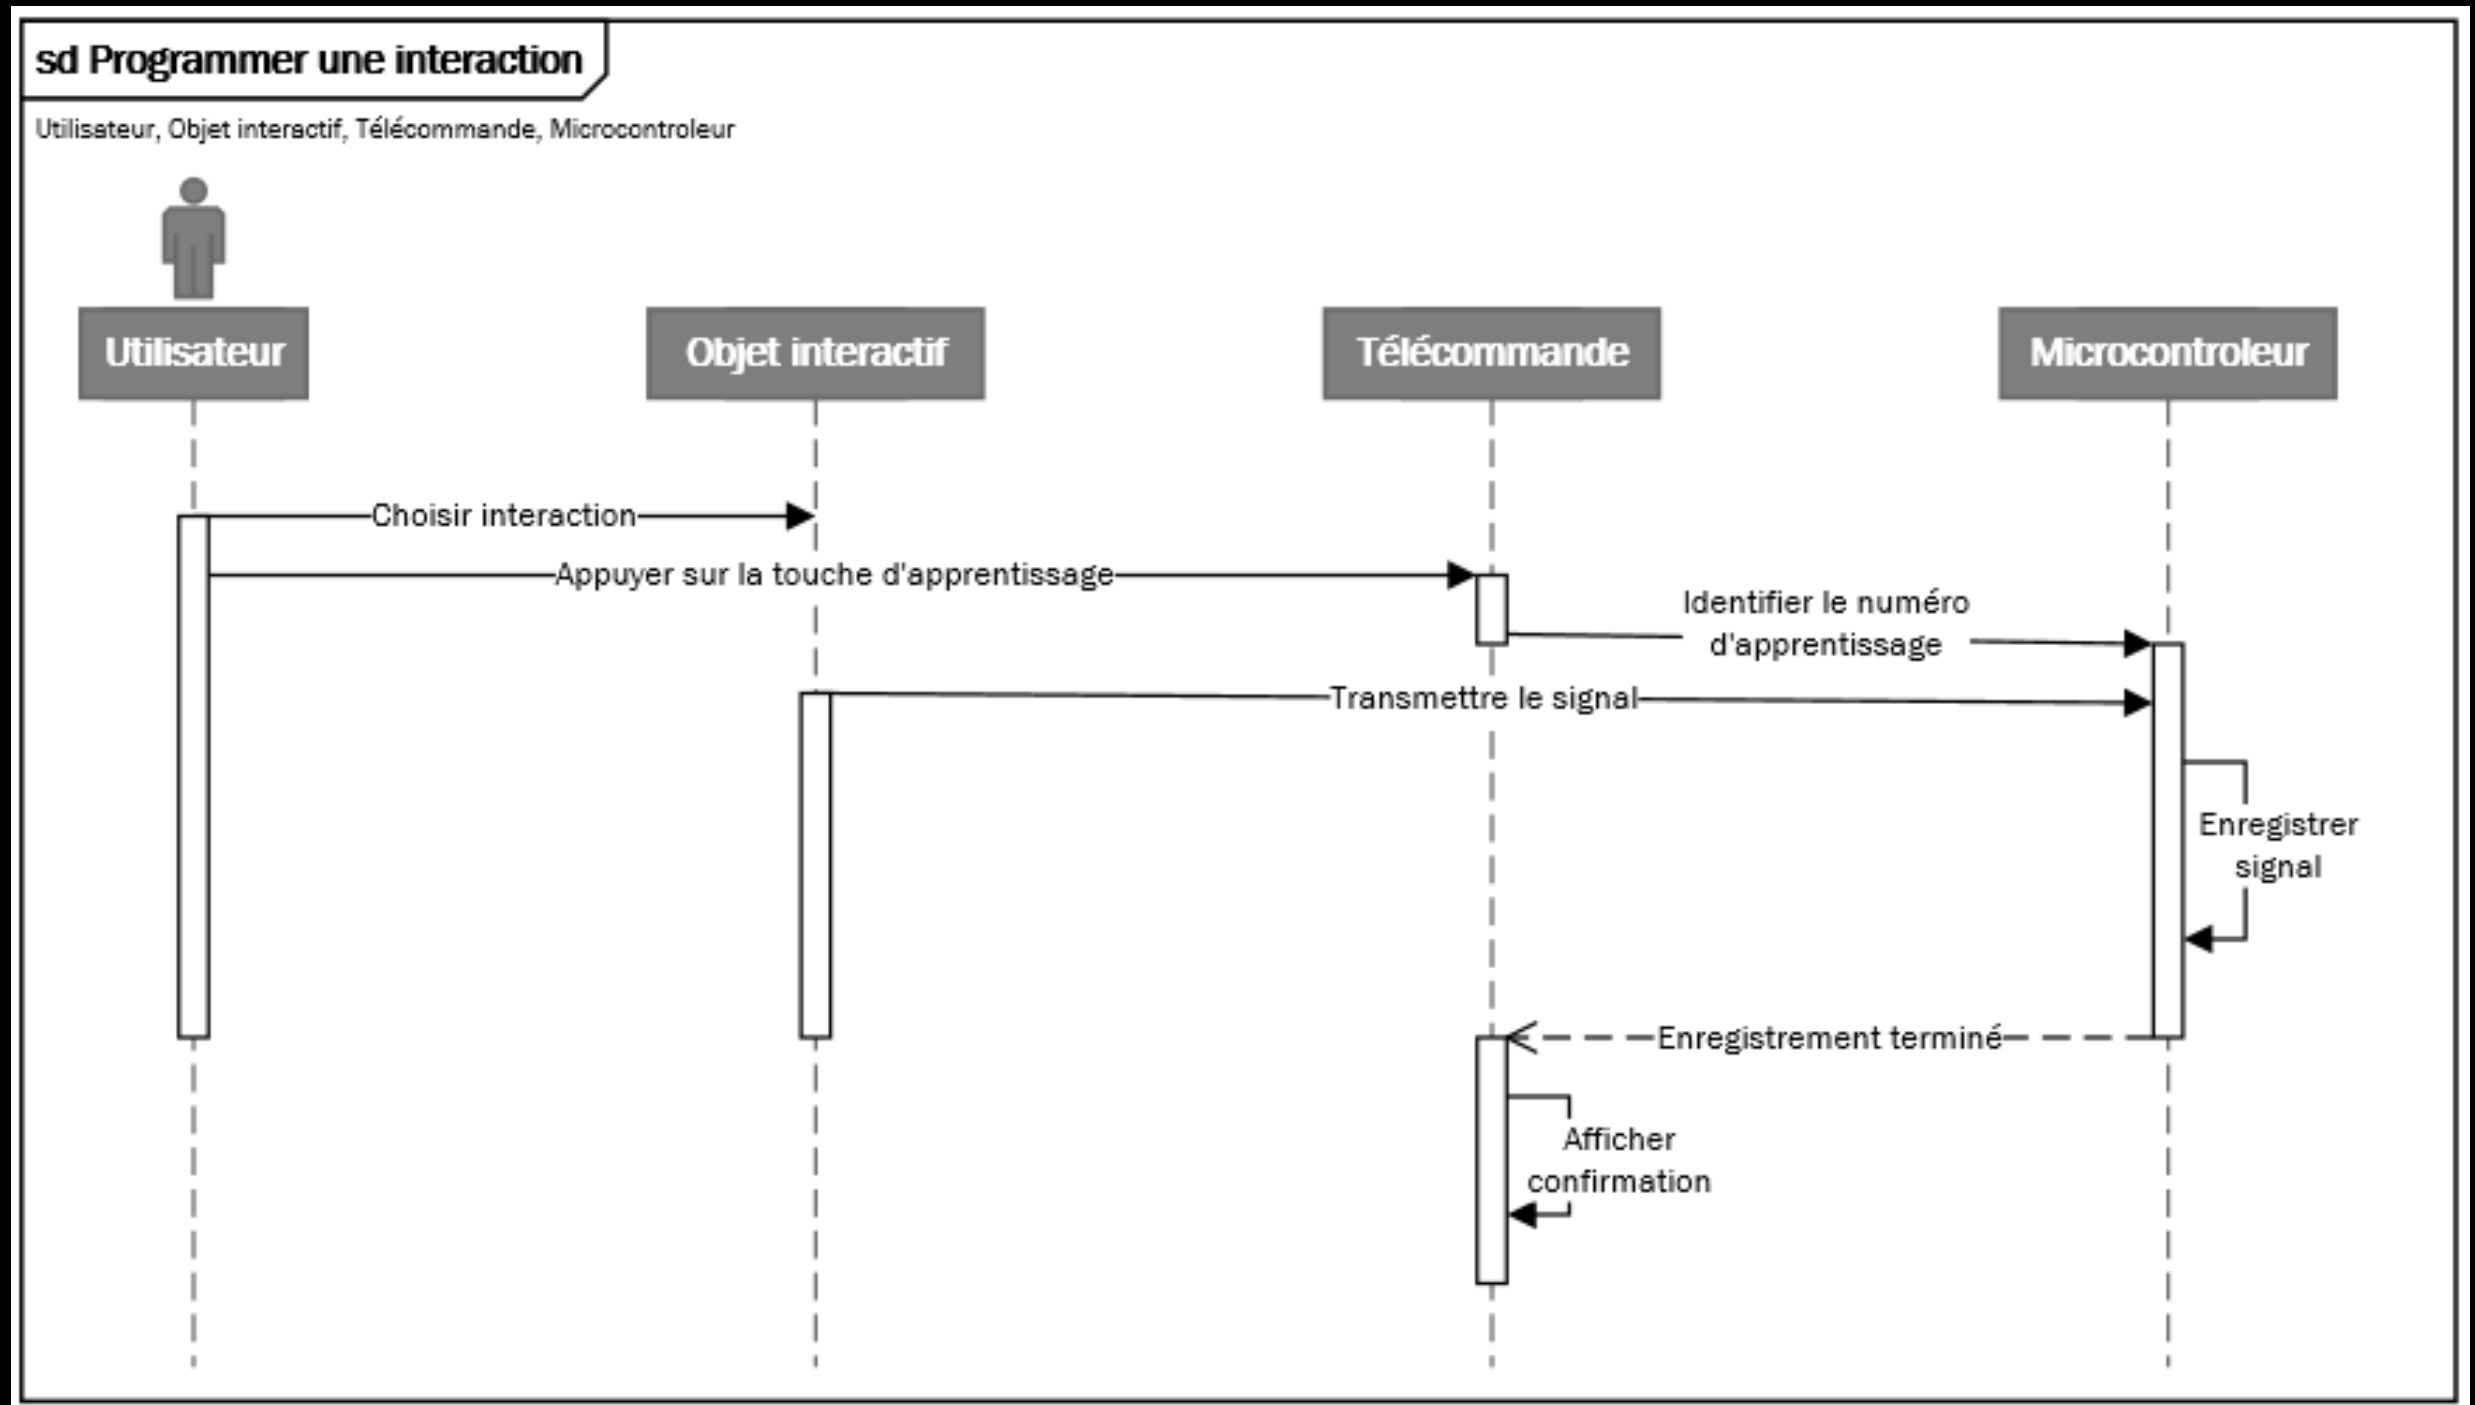 sd Programmer une interaction
Utilisateur, Objet interactif, Télécommande, Microcontroleur
Utilisateur
Objet interactif
Télécommande
Microcontroleur
Choisir interaction
Appuyer sur la touche d'apprentissage
Identifier le numéro
d'apprentissage
Transmettre le signal
Enregistrer
signal
Enregistrement terminé
Afficher
confirmation